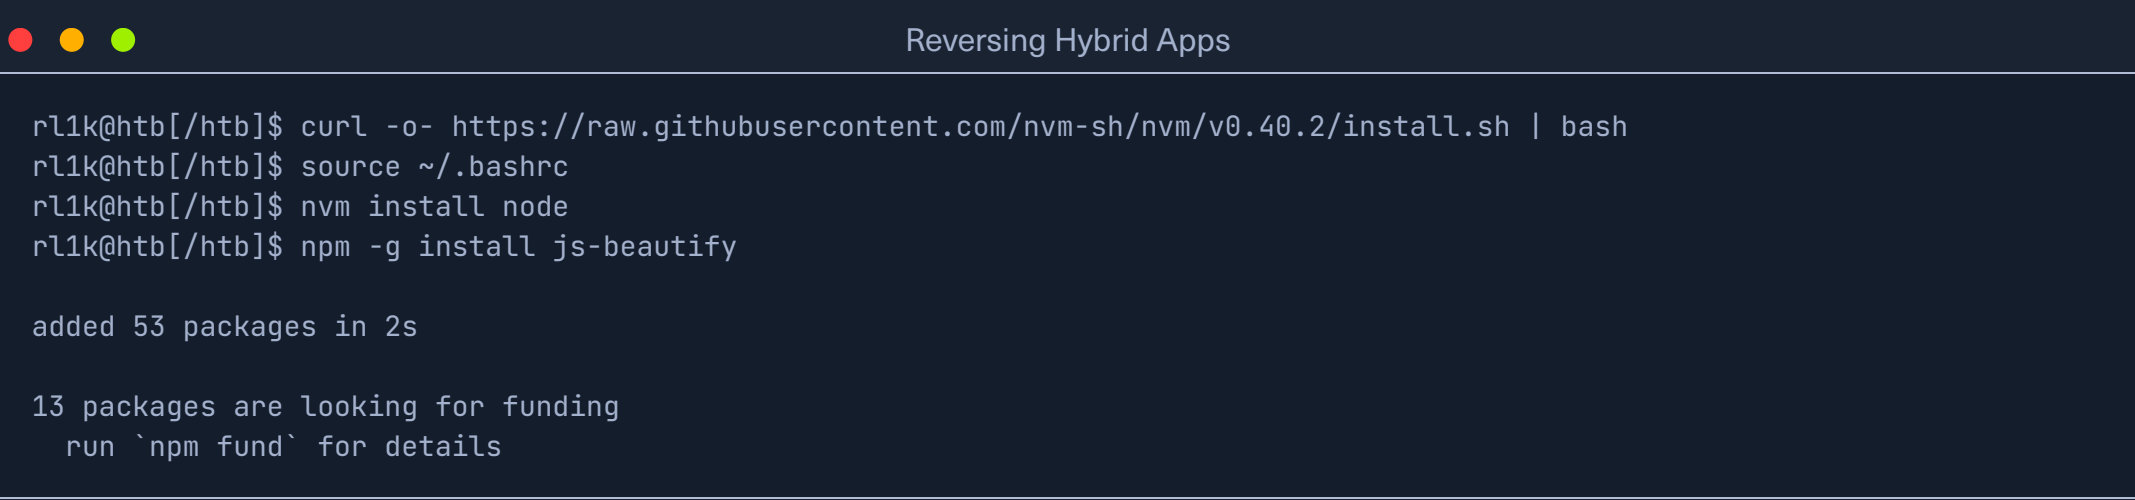 Reversing Hybrid Apps
rl1k@htb[/htb]$ curl -o- https://raw.githubusercontent.com/nvm-sh/nvm/v0.40.2/install.sh | bash
rl1k@htb[/htb]$ source ~/.bashrc
rl1k@htb[/htb]$ nvm install node
rl1k@htb[/htb]$ npm -g install js-beautify
added 53 packages in 2s
13 packages are looking for funding
  run `npm fund` for details